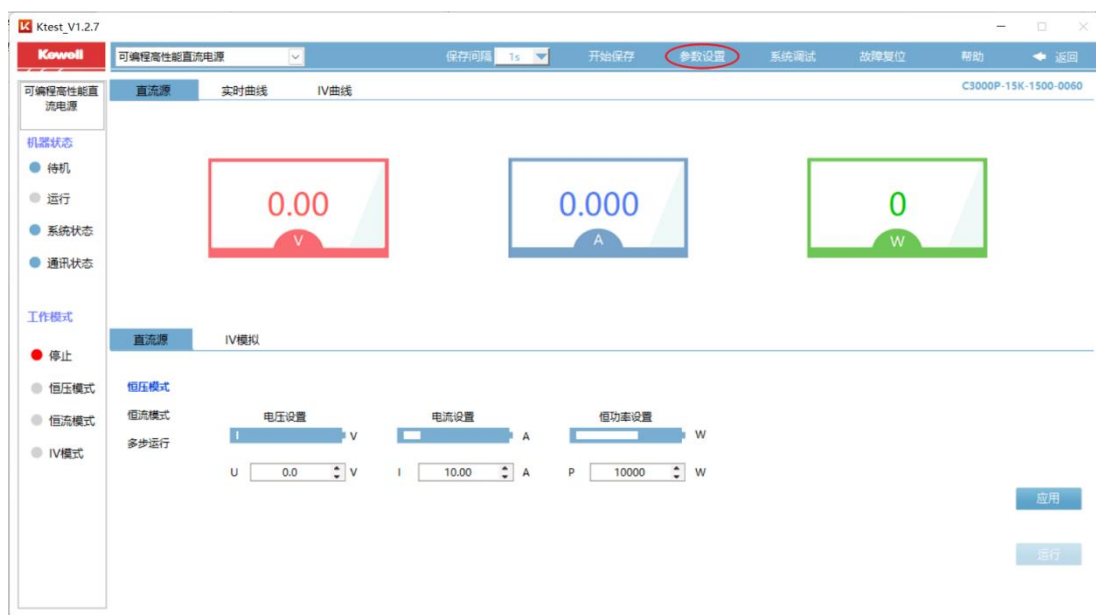 Ktest_V1.2.7
Kewell
可编程高性能直流电源
保存间隔 1s 开始保存 参数设置 系统调试 故障复位 帮助 返回
可编程高性能直
流电源
直流源 实时曲线 IV曲线 C3000P-15K-1500-0060
机器状态
待机
运行
系统状态
通讯状态
0.00
V
0.000
A
0
W
工作模式
停止
恒压模式
恒流模式
IV模式
直流源 IV模拟
恒压模式
恒流模式
多步运行
电压设置 电流设置 恒功率设置
V A W
U 0.0 V I 10.00 A P 10000 W
应用
运行